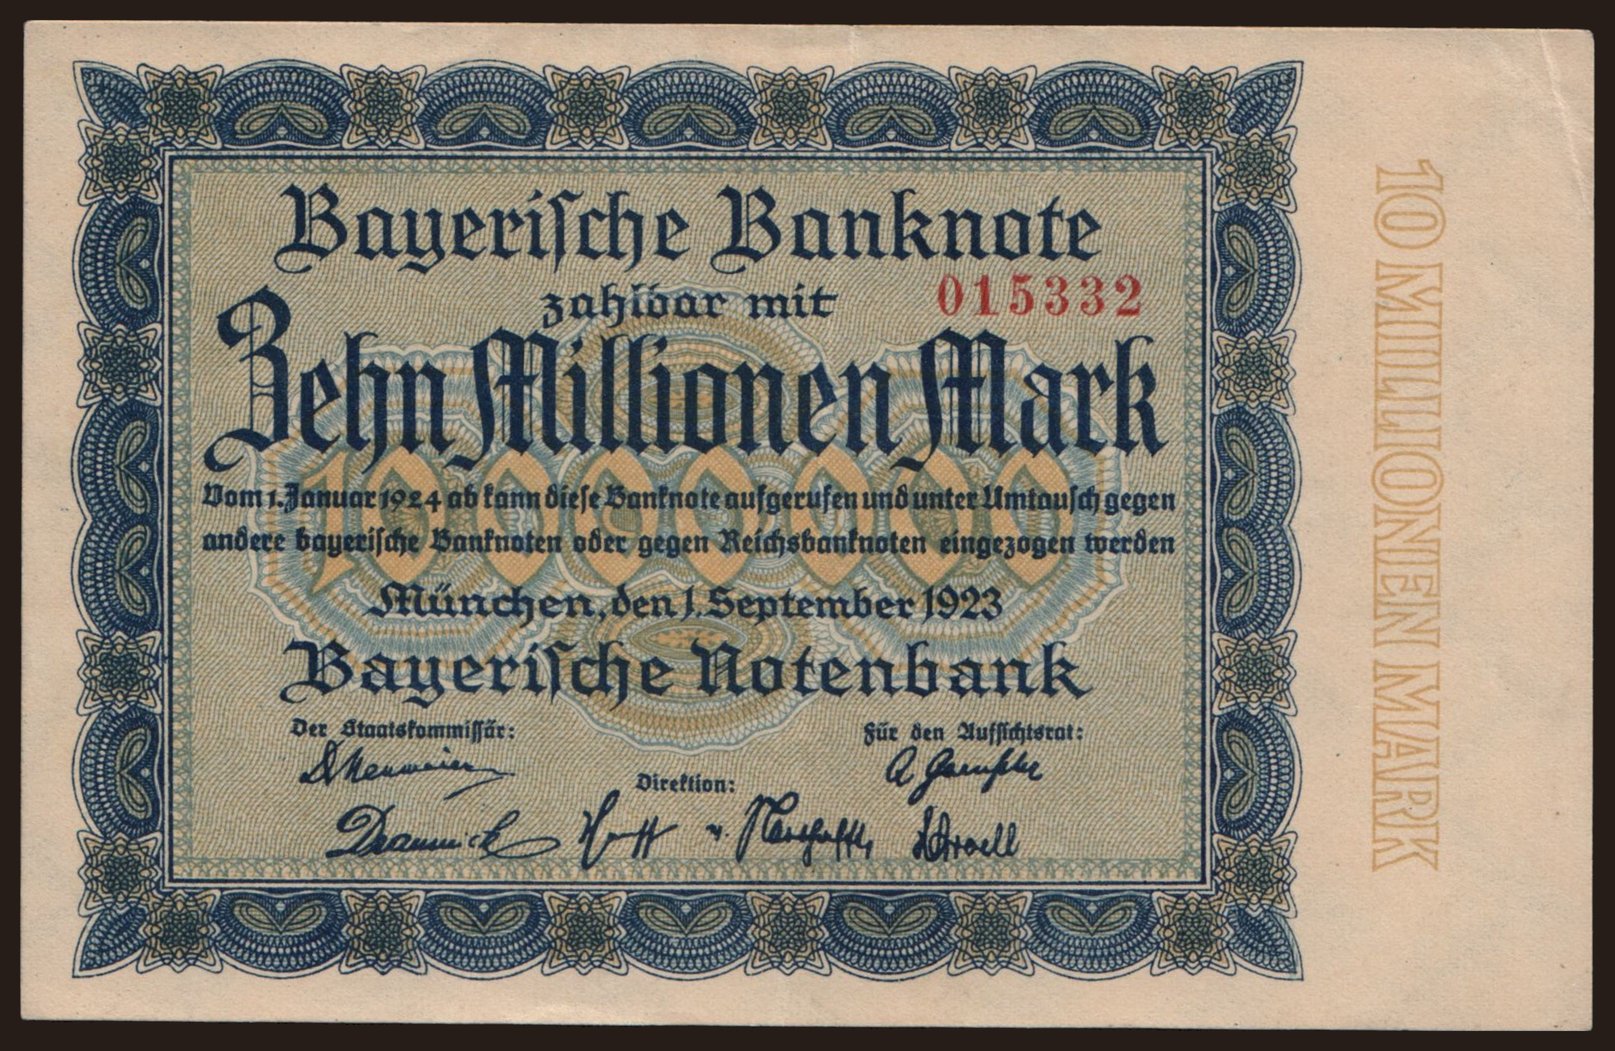 Bayerische Banknote
zahlbar mit
015332
Zehn Millionen Mark
10000000
Vom 1. Januar 1924 ab kann diese Banknote aufgerufen und unter Umtausch gegen
andere bayerische Banknoten oder gegen Reichsbanknoten eingezogen werden
München, den 1. September 1923
Bayerische Notenbank
Der Staatskommissär:
Für den Aufsichtsrat:
Direktion:
10 MILLIONEN MARK